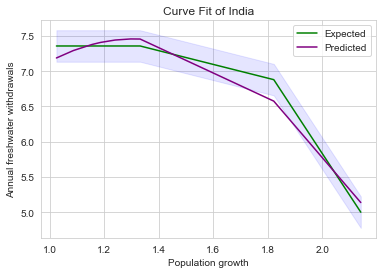 Curve Fit of India
Expected
Predicted
7.5
7.0
6.5
6.0
5.5
5.0
Annual freshwater withdrawals
1.0
1.2
1.4
1.6
1.8
2.0
Population growth